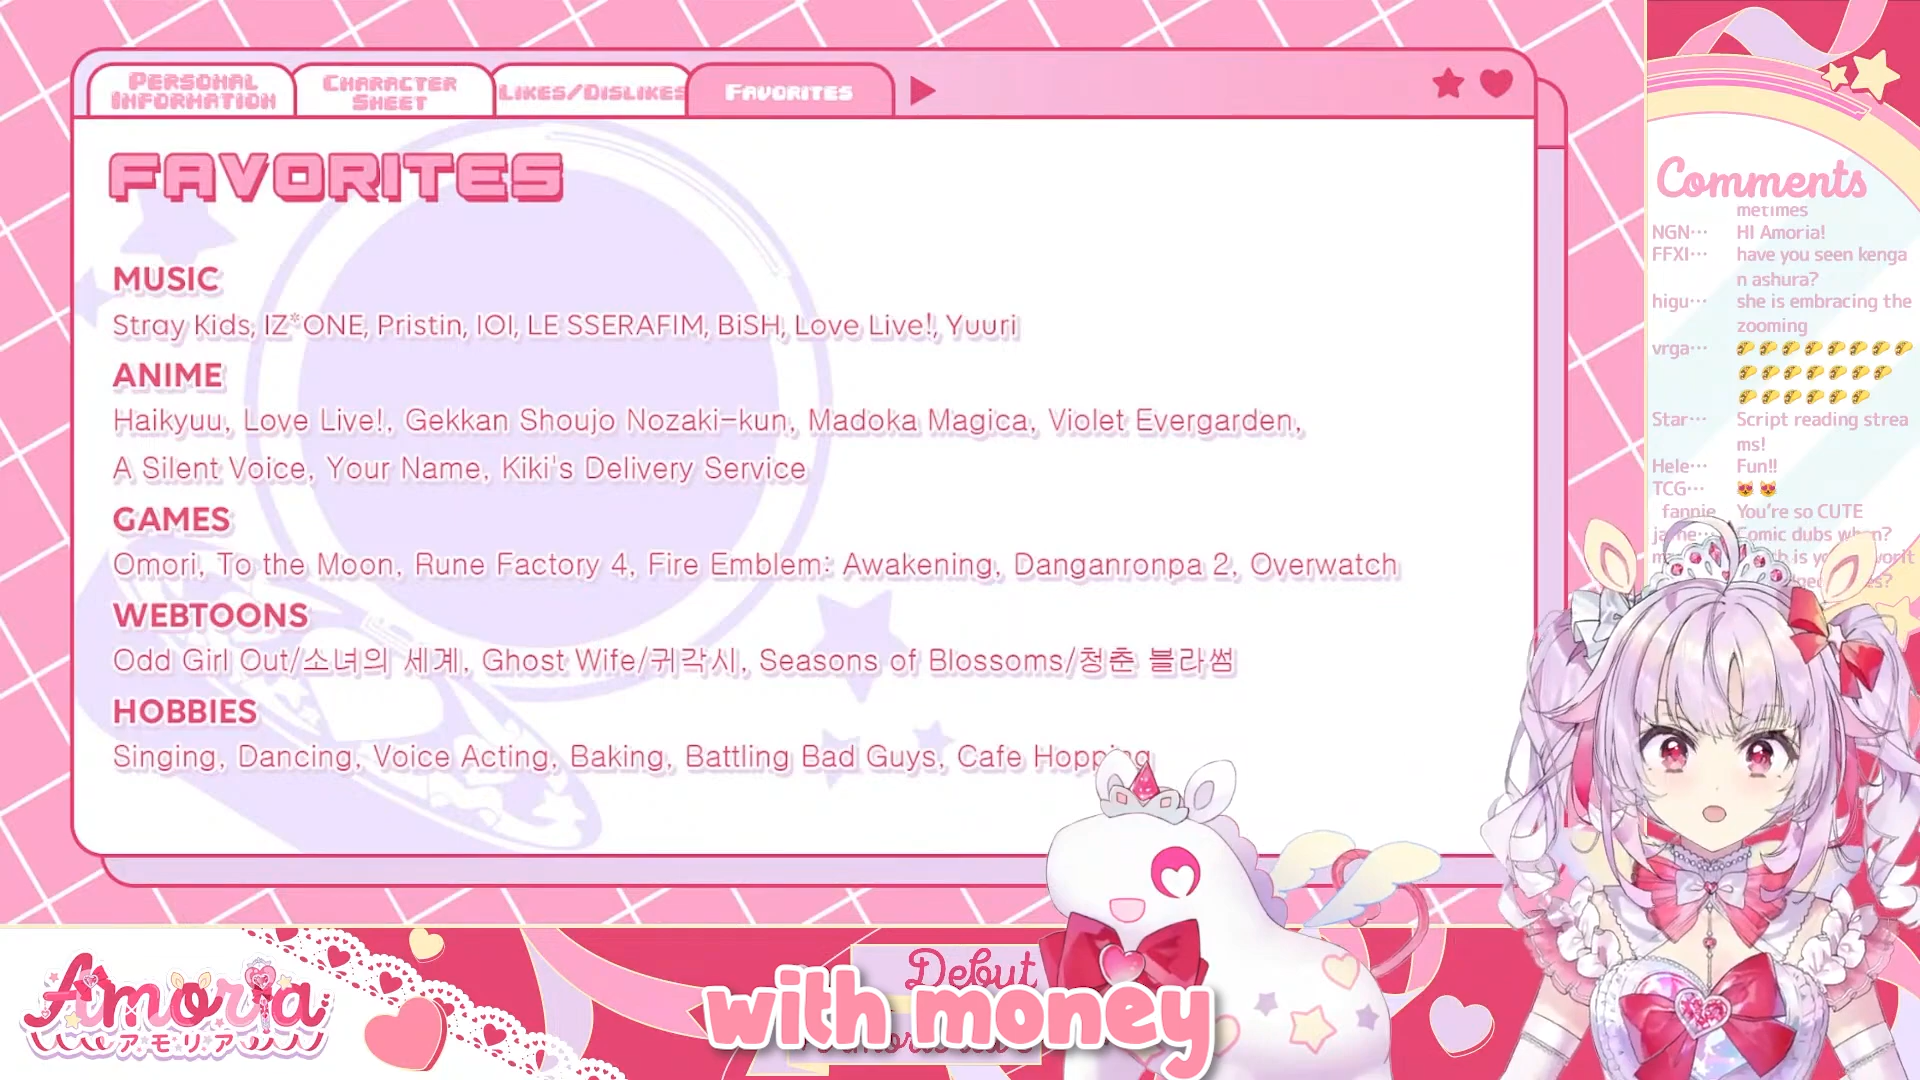 PERSONAL
INFORMATION
CHARACTER
SHEET
LIKES/DISLIKES
FAVORITES
FAVORITES
MUSIC
Stray Kids, IZ*ONE, Pristin, IOI, LE SSERAFIM, BiSH, Love Live!, Yuuri
ANIME
Haikyuu, Love Live!, Gekkan Shoujo Nozaki-kun, Madoka Magica, Violet Evergarden,
A Silent Voice, Your Name, Kiki's Delivery Service
GAMES
Omori, To the Moon, Rune Factory 4, Fire Emblem: Awakening, Danganronpa 2, Overwatch
WEBTOONS
Odd Girl Out/소녀의 세계, Ghost Wife/귀각시, Seasons of Blossoms/청춘 블라썸
HOBBIES
Singing, Dancing, Voice Acting, Baking, Battling Bad Guys, Cafe Hopping
Comments
metimes
NGN… HI Amoria!
FFXI… have you seen kenga
n ashura?
higu… she is embracing the
zooming
vrga…
Star… Script reading strea
ms!
Hele… Fun!!
TCG…
fannie You're so CUTE
Comic dubs when?
Amoria
アモリア
Debut
with money